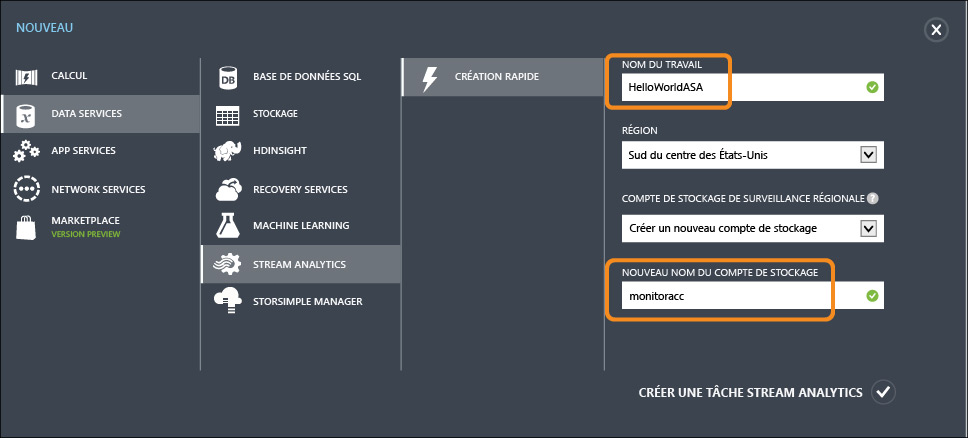 NOUVEAU
CALCUL
DATA SERVICES
APP SERVICES
NETWORK SERVICES
MARKETPLACE
VERSION PREVIEW
DB
BASE DE DONNÉES SQL
STOCKAGE
HDINSIGHT
RECOVERY SERVICES
MACHINE LEARNING
STREAM ANALYTICS
STORSIMPLE MANAGER
CRÉATION RAPIDE
NOM DU TRAVAIL
HelloWorldASA
RÉGION
Sud du centre des États-Unis
COMPTE DE STOCKAGE DE SURVEILLANCE RÉGIONALE ?
Créer un nouveau compte de stockage
NOUVEAU NOM DU COMPTE DE STOCKAGE
monitoracc
CRÉER UNE TÂCHE STREAM ANALYTICS